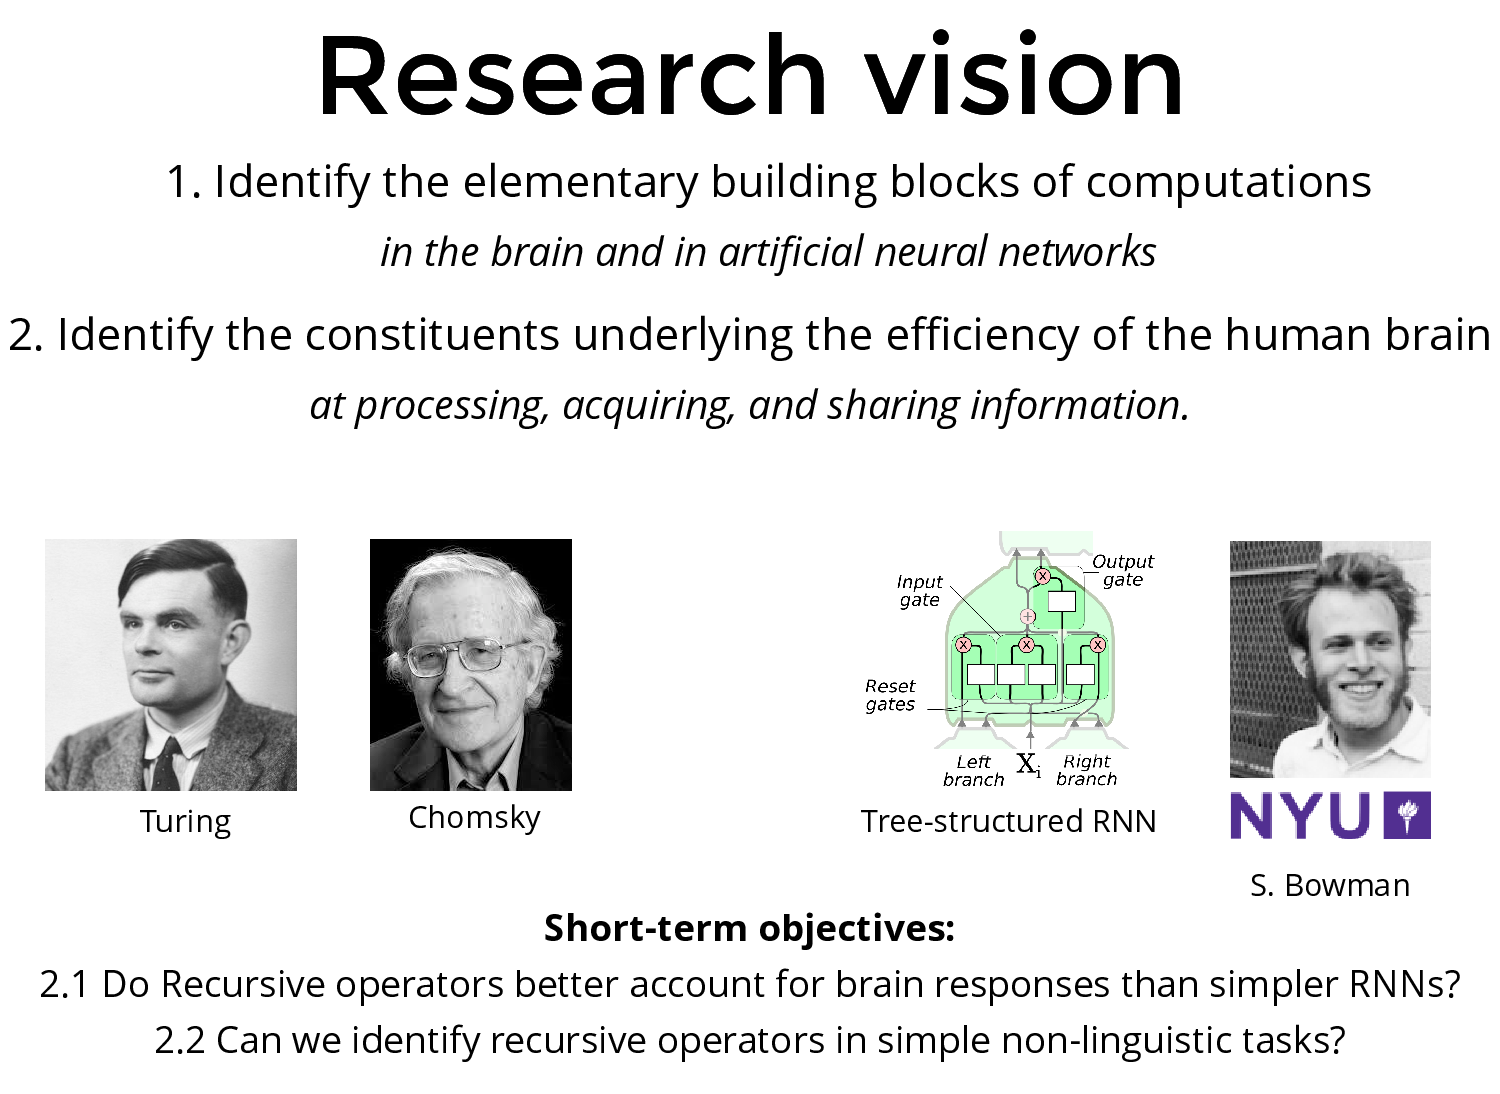 Research vision
1. Identify the elementary building blocks of computations
in the brain and in artificial neural networks
2. Identify the constituents underlying the efficiency of the human brain
at processing, acquiring, and sharing information.
Input
gate
Output
gate
x
+
x
x
x
Reset
gates
Left
branch
Xi
Right
branch
Turing
Chomsky
Tree-structured RNN
NYU
S. Bowman
Short-term objectives:
2.1 Do Recursive operators better account for brain responses than simpler RNNs?
2.2 Can we identify recursive operators in simple non-linguistic tasks?